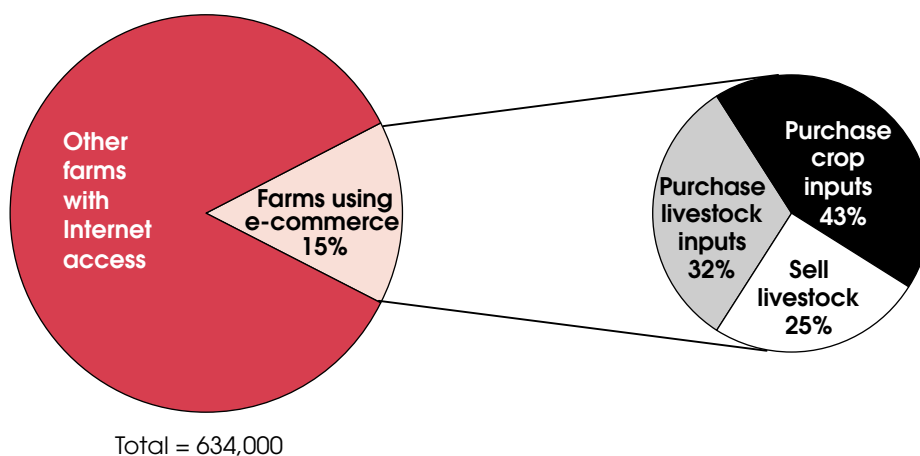 Other
farms
with
Internet
access
Farms using
e-commerce
15%
Purchase
crop
inputs
43%
Purchase
livestock
inputs
32%
Sell
livestock
25%
Total = 634,000